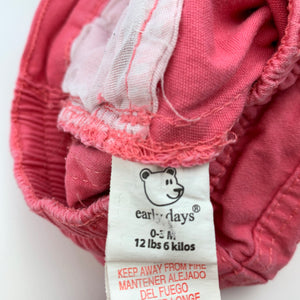 early days®
0-3 M
12 lbs 6 kilos
KEEP AWAY FROM FIRE
MANTENER ALEJADO
DEL FUEGO